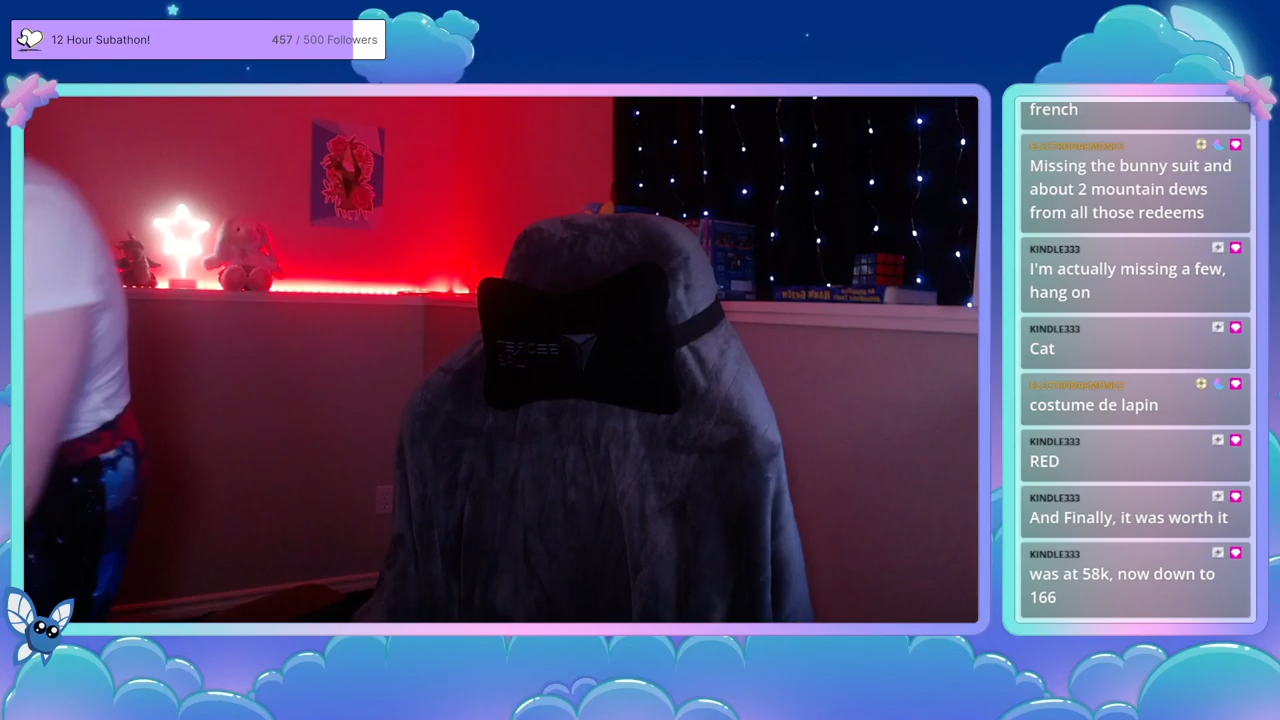 12 Hour Subathon!
457 / 500 Followers
french
Missing the bunny suit and
about 2 mountain dews
from all those redeems
KINDLE333
I'm actually missing a few,
hang on
KINDLE333
Cat
costume de lapin
KINDLE333
RED
KINDLE333
And Finally, it was worth it
KINDLE333
was at 58k, now down to
166